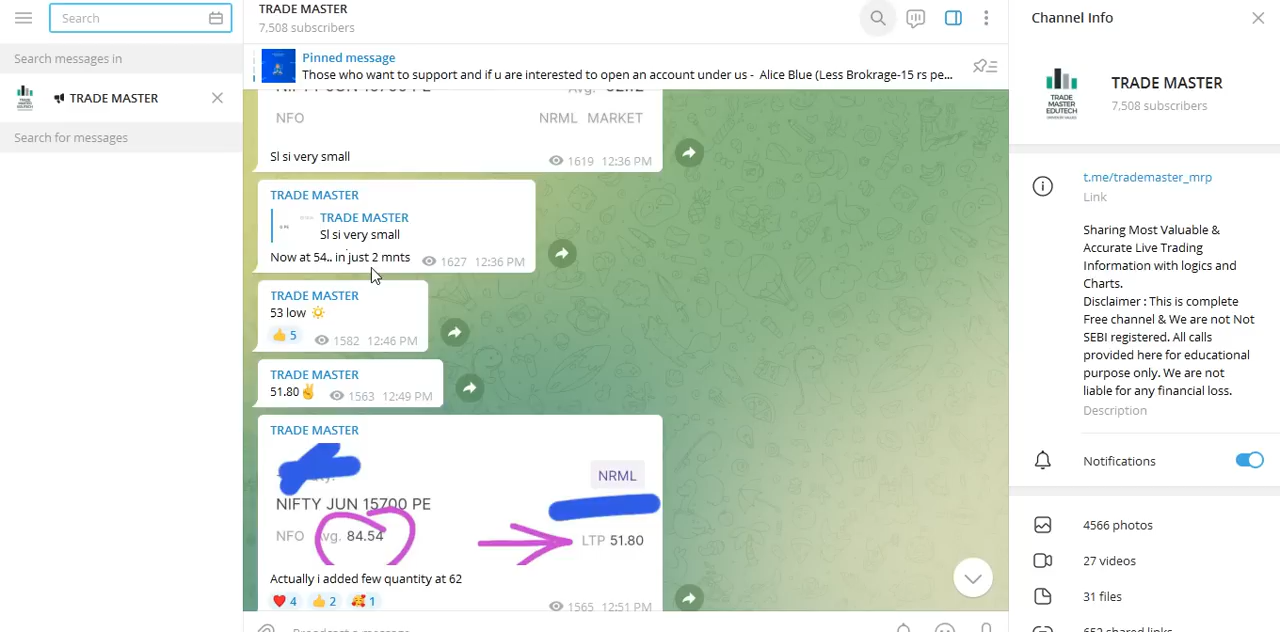 Search
Search messages in
TRADE MASTER
Search for messages
TRADE MASTER
7,508 subscribers
Pinned message
Those who want to support and if u are interested to open an account under us - Alice Blue (Less Brokrage-15 rs pe...
NIFTY JUN 15700 PE
NFO NRML MARKET
Sl si very small
1619 12:36 PM
TRADE MASTER
TRADE MASTER
Sl si very small
Now at 54.. in just 2 mnts
1627 12:36 PM
TRADE MASTER
53 low ☀️
👍 5
1582 12:46 PM
TRADE MASTER
51.80✌️
1563 12:49 PM
TRADE MASTER
NRML
NIFTY JUN 15700 PE
NFO 84.54
LTP 51.80
Actually i added few quantity at 62
❤️ 4 👍 2 🥰 1
1565 12:51 PM
Broadcast a message...
Channel Info
TRADE
MASTER
EDUTECH
TRADE MASTER
7,508 subscribers
t.me/trademaster_mrp
Link
Sharing Most Valuable &
Accurate Live Trading
Information with logics and
Charts.
Disclaimer : This is complete
Free channel & We are not Not
SEBI registered. All calls
provided here for educational
purpose only. We are not
liable for any financial loss.
Description
Notifications
4566 photos
27 videos
31 files
652 shared links